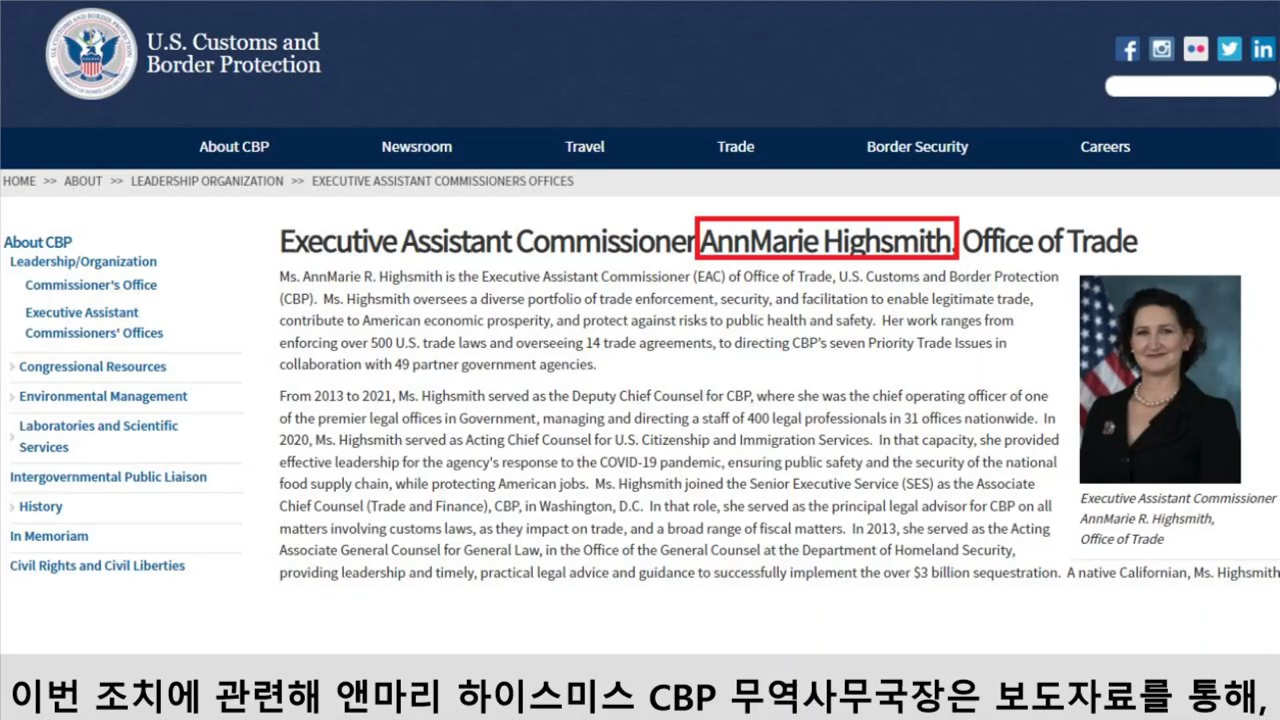 U.S. Customs and
Border Protection
About CBP
Newsroom
Travel
Trade
Border Security
Careers
HOME >> ABOUT >> LEADERSHIP ORGANIZATION >> EXECUTIVE ASSISTANT COMMISSIONERS OFFICES
About CBP
Leadership/Organization
Commissioner's Office
Executive Assistant
Commissioners' Offices
Congressional Resources
Environmental Management
Laboratories and Scientific
Services
Intergovernmental Public Liaison
History
In Memoriam
Civil Rights and Civil Liberties
Executive Assistant Commissioner AnnMarie Highsmith, Office of Trade
Ms. AnnMarie R. Highsmith is the Executive Assistant Commissioner (EAC) of Office of Trade, U.S. Customs and Border Protection
(CBP). Ms. Highsmith oversees a diverse portfolio of trade enforcement, security, and facilitation to enable legitimate trade,
contribute to American economic prosperity, and protect against risks to public health and safety. Her work ranges from
enforcing over 500 U.S. trade laws and overseeing 14 trade agreements, to directing CBP's seven Priority Trade Issues in
collaboration with 49 partner government agencies.
From 2013 to 2021, Ms. Highsmith served as the Deputy Chief Counsel for CBP, where she was the chief operating officer of one
of the premier legal offices in Government, managing and directing a staff of 400 legal professionals in 31 offices nationwide. In
2020, Ms. Highsmith served as Acting Chief Counsel for U.S. Citizenship and Immigration Services. In that capacity, she provided
effective leadership for the agency's response to the COVID-19 pandemic, ensuring public safety and the security of the national
food supply chain, while protecting American jobs. Ms. Highsmith joined the Senior Executive Service (SES) as the Associate
Chief Counsel (Trade and Finance), CBP, in Washington, D.C. In that role, she served as the principal legal advisor for CBP on all
matters involving customs laws, as they impact on trade, and a broad range of fiscal matters. In 2013, she served as the Acting
Associate General Counsel for General Law, in the Office of the General Counsel at the Department of Homeland Security,
providing leadership and timely, practical legal advice and guidance to successfully implement the over $3 billion sequestration. A native Californian, Ms. Highsmith
Executive Assistant Commissioner
AnnMarie R. Highsmith,
Office of Trade
이번 조치에 관련해 앤마리 하이스미스 CBP 무역사무국장은 보도자료를 통해,